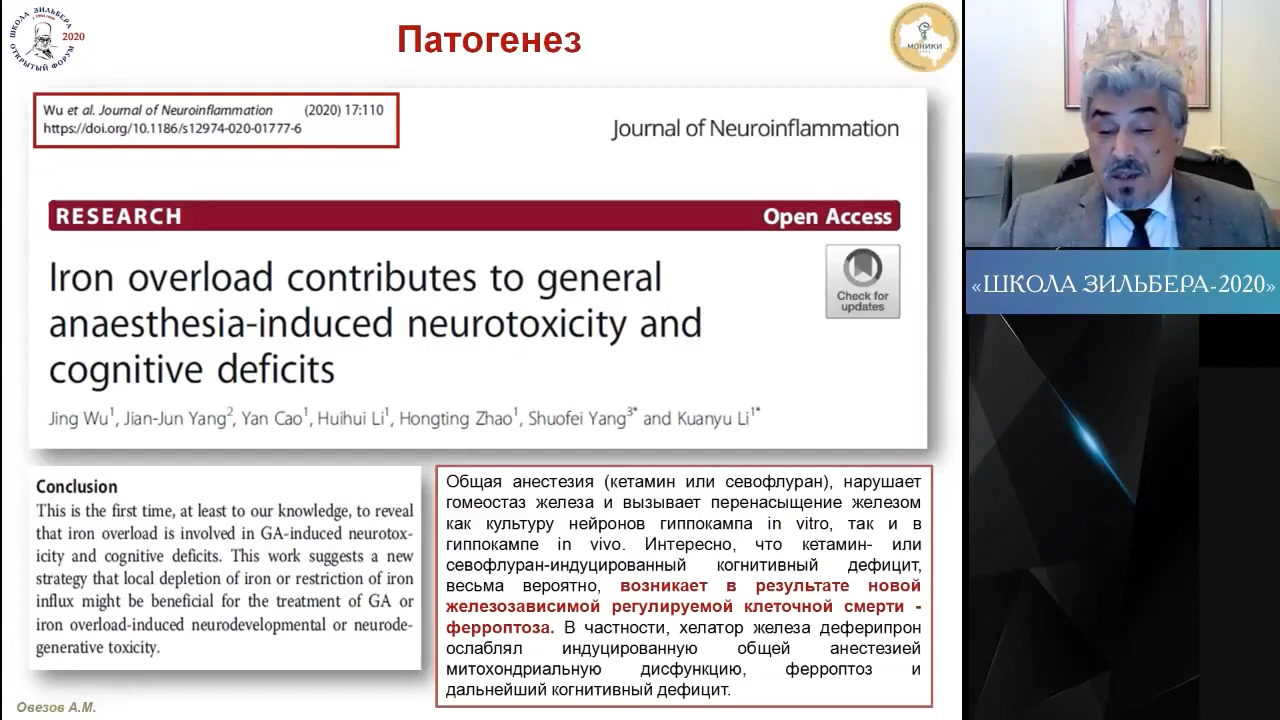 ШКОЛА ЗИЛЬБЕРА
ОТКРЫТЫЙ ФОРУМ
2020
Патогенез
МОНИКИ
Wu et al. Journal of Neuroinflammation (2020) 17:110
https://doi.org/10.1186/s12974-020-01777-6
Journal of Neuroinflammation
RESEARCH Open Access
Iron overload contributes to general
anaesthesia-induced neurotoxicity and
cognitive deficits
Check for
updates
Jing Wu1, Jian-Jun Yang2, Yan Cao1, Huihui Li1, Hongting Zhao1, Shuofei Yang3* and Kuanyu Li1*
Conclusion
This is the first time, at least to our knowledge, to reveal
that iron overload is involved in GA-induced neurotox-
icity and cognitive deficits. This work suggests a new
strategy that local depletion of iron or restriction of iron
influx might be beneficial for the treatment of GA or
iron overload-induced neurodevelopmental or neurode-
generative toxicity.
Общая анестезия (кетамин или севофлуран), нарушает
гомеостаз железа и вызывает перенасыщение железом
как культуру нейронов гиппокампа in vitro, так и в
гиппокампе in vivo. Интересно, что кетамин- или
севофлуран-индуцированный когнитивный дефицит,
весьма вероятно, возникает в результате новой
железозависимой регулируемой клеточной смерти -
ферроптоза. В частности, хелатор железа деферипрон
ослаблял индуцированную общей анестезией
митохондриальную дисфункцию, ферроптоз и
дальнейший когнитивный дефицит.
Овезов А.М.
«ШКОЛА ЗИЛЬБЕРА-2020»